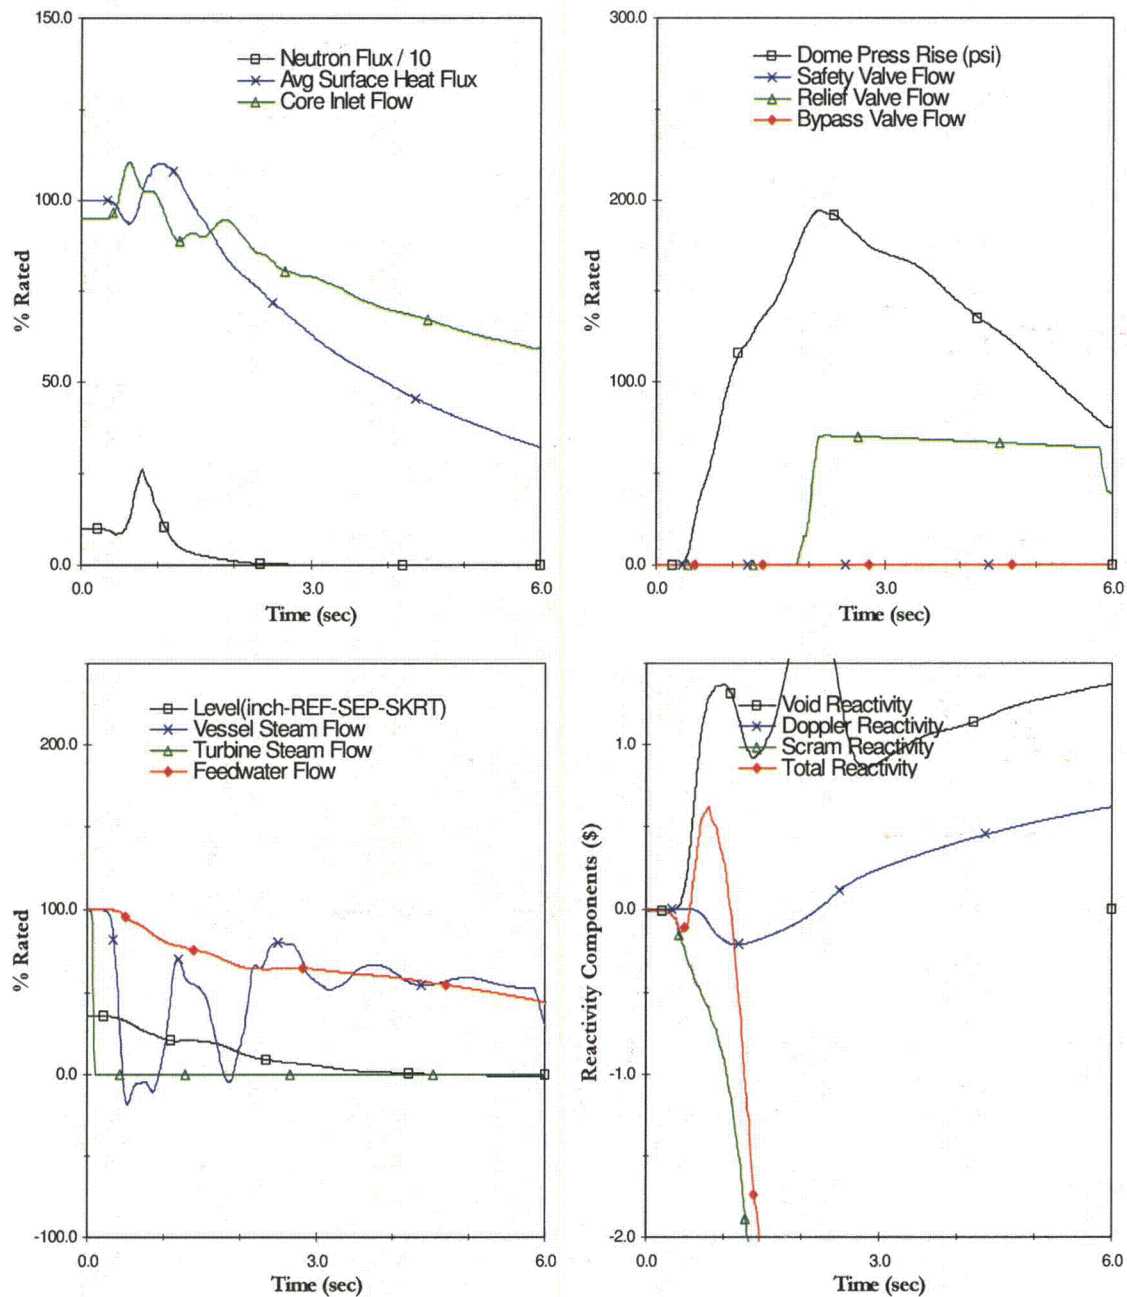 150.0
Neutron Flux / 10
Avg Surface Heat Flux
Core Inlet Flow
100.0
% Rated
50.0
0.0
0.0 3.0 6.0
Time (sec)
300.0
Dome Press Rise (psi)
Safety Valve Flow
Relief Valve Flow
Bypass Valve Flow
200.0
% Rated
100.0
0.0
0.0 3.0 6.0
Time (sec)
Level(inch-REF-SEP-SKRT)
Vessel Steam Flow
Turbine Steam Flow
Feedwater Flow
200.0
100.0
% Rated
0.0
-100.0
0.0 3.0 6.0
Time (sec)
Void Reactivity
Doppler Reactivity
Scram Reactivity
Total Reactivity
1.0
Reactivity Components ($)
0.0
-1.0
-2.0
0.0 3.0 6.0
Time (sec)